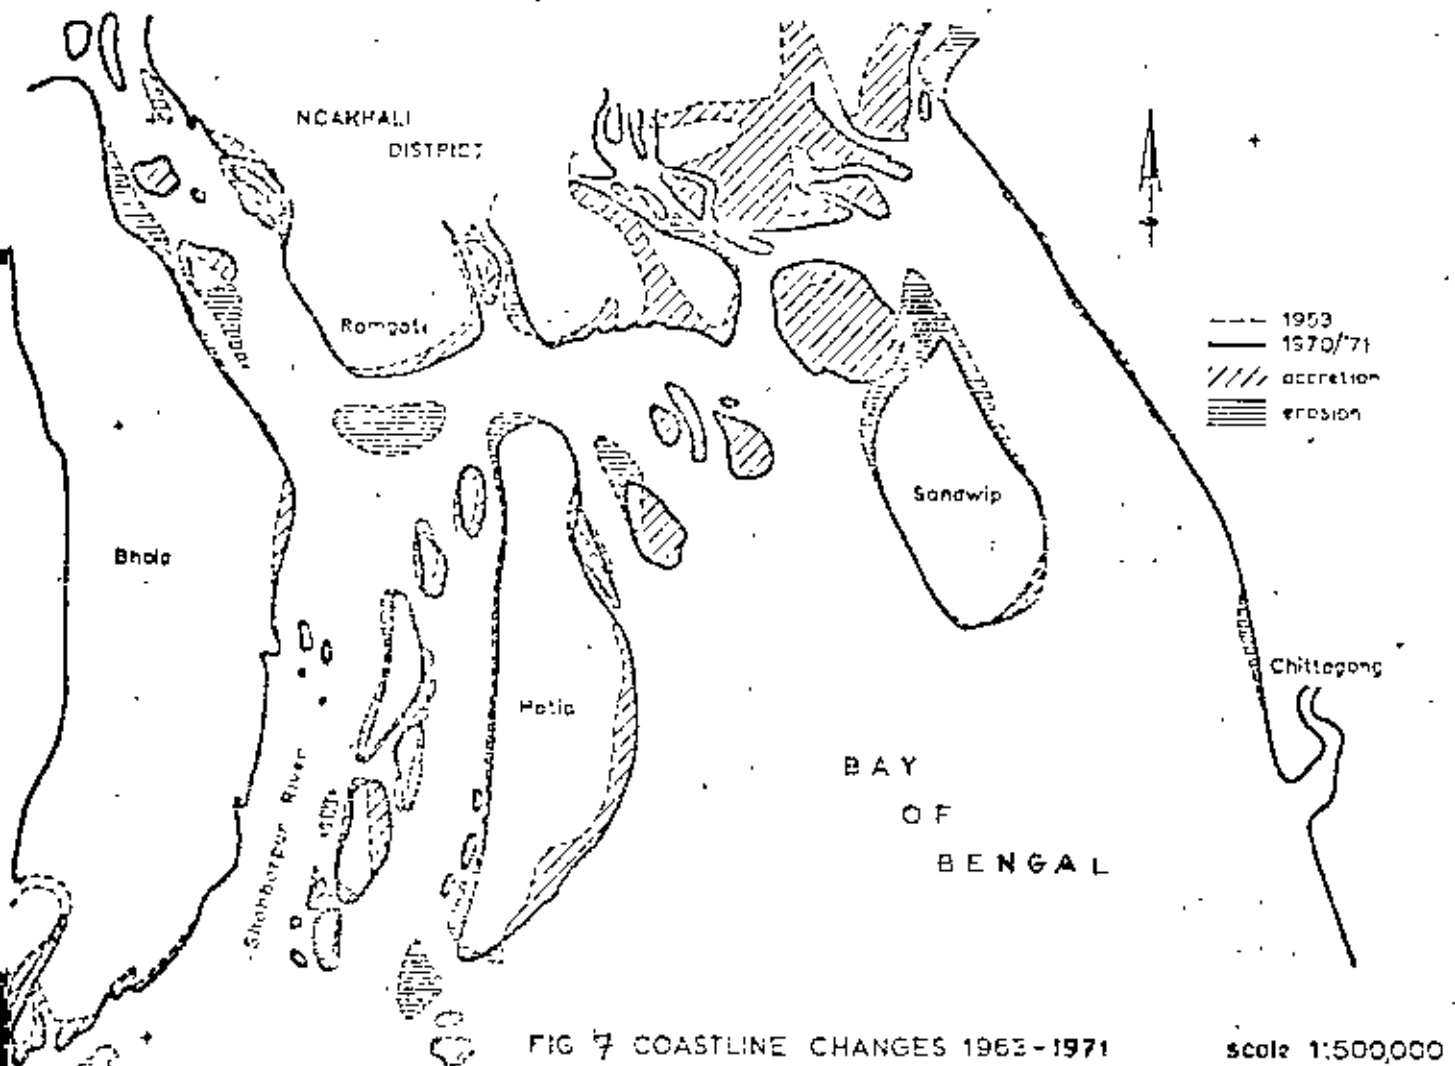 NOAKHALI
DISTRICT
Ramgati
1963
1970/'71
accretion
erosion
Sandwip
Bhola
Chittagong
Hatia
Shahbazpur River
BAY
OF
BENGAL
FIG 7 COASTLINE CHANGES 1963-1971
scale 1:500,000